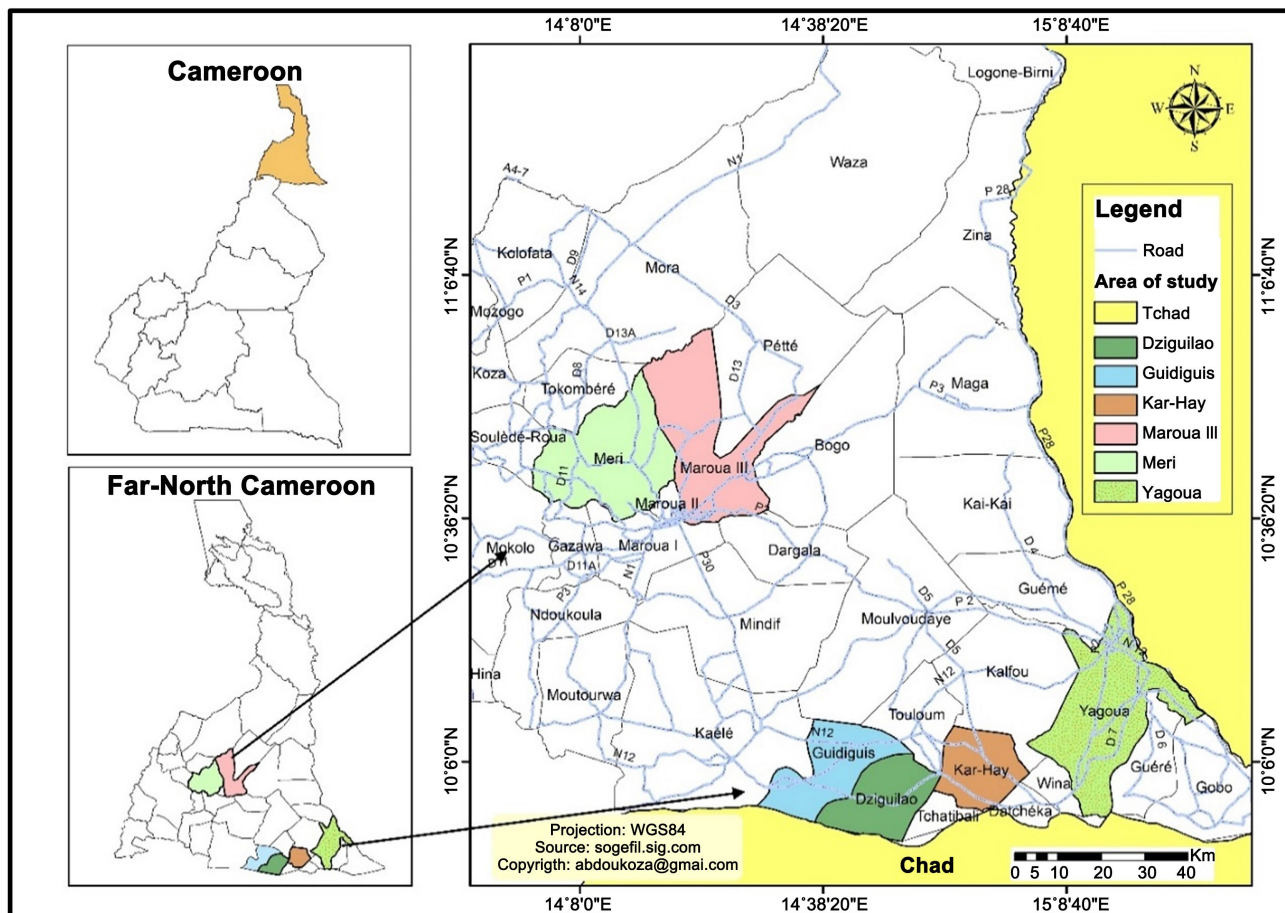 Cameroon
Far-North Cameroon
14°8'0"E
14°38'20"E
15°8'40"E
11°6'40"N
10°36'20"N
10°6'0"N
11°6'40"N
10°36'20"N
10°6'0"N
N
W
E
S
Logone-Birni
Waza
N1
A4-7
P 28
Zina
Kolofata
D9
Mora
P1
N14
Mozogo
D3
D13A
Pétté
D13
Koza
D8
Tokombéré
Maga
P3
Soulèdé-Roua
Meri
D11
Maroua III
Bogo
P28
Maroua II
Kai-Kai
Mokolo
Gazawa
Maroua I
D11
D11A
N1
P30
Dargala
D 4
P3
Guémé
P 28
Ndoukoula
Mindif
Moulvoudaye
D5
P 2
D5
Hina
Moutourwa
N12
Kalfou
Yagoua
D 7
D 6
Touloum
Kaélé
N12
N12
Guidiguis
Kar-Hay
Wina
Guéré
Gobo
Dziguilao
Tchatibali
Datchéka
Chad
Legend
Road
Area of study
Tchad
Dziguilao
Guidiguis
Kar-Hay
Maroua III
Meri
Yagoua
Projection: WGS84
Source: sogefil.sig.com
Copyrigth: abdoukoza@gmai.com
Km
0 5 10 20 30 40
14°8'0"E
14°38'20"E
15°8'40"E